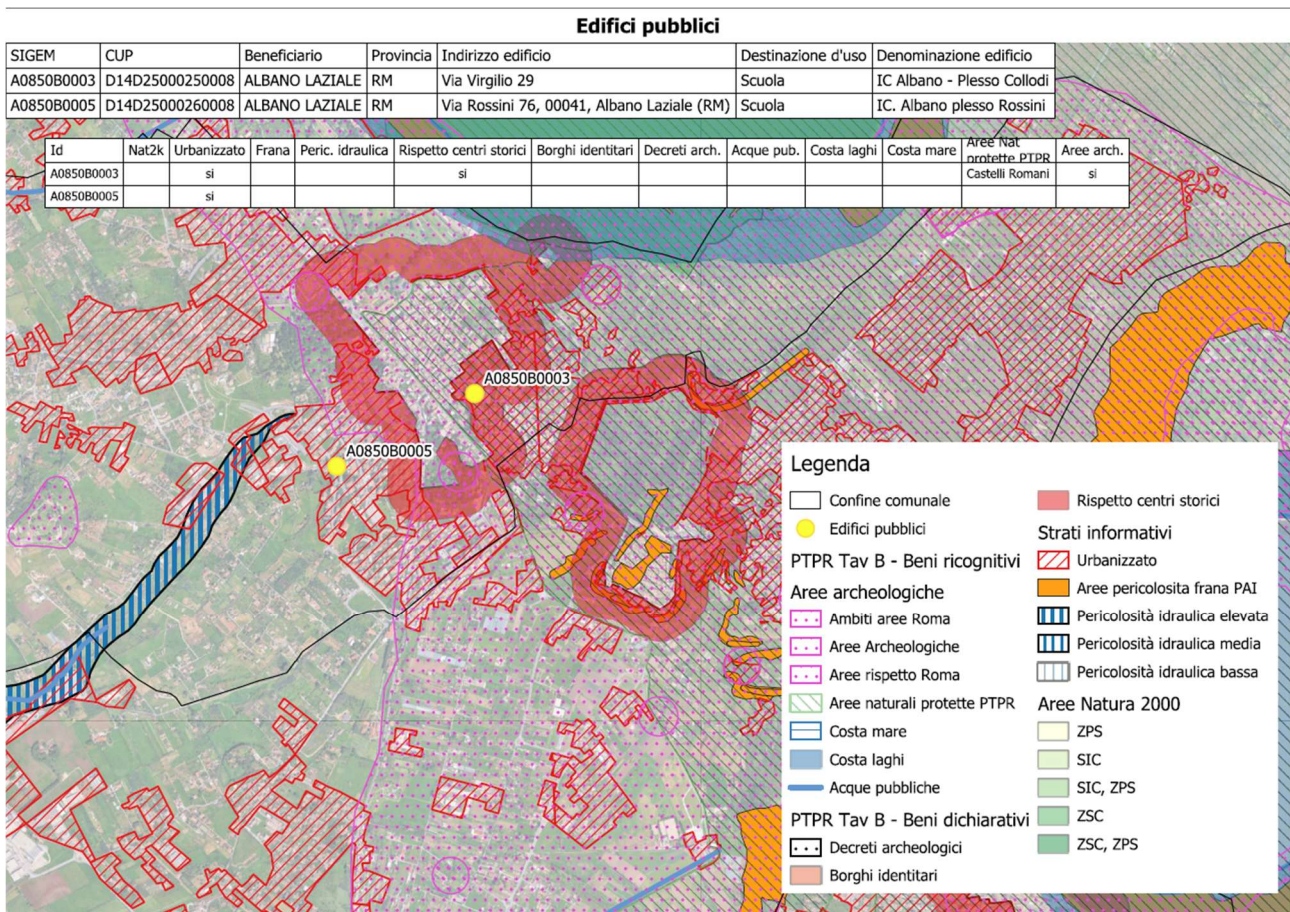 Edifici pubblici
SIGEM CUP Beneficiario Provincia Indirizzo edificio Destinazione d'uso Denominazione edificio
A0850B0003 D14D25000250008 ALBANO LAZIALE RM Via Virgilio 29 Scuola IC Albano - Plesso Collodi
A0850B0005 D14D25000260008 ALBANO LAZIALE RM Via Rossini 76, 00041, Albano Laziale (RM) Scuola IC. Albano plesso Rossini
Id Nat2k Urbanizzato Frana Peric. idraulica Rispetto centri storici Borghi identitari Decreti arch. Acque pub. Costa laghi Costa mare Aree Nat protette PTPR Aree arch.
A0850B0003 si si Castelli Romani si
A0850B0005 si
A0850B0003
A0850B0005
Legenda
Confine comunale
Edifici pubblici
PTPR Tav B - Beni ricognitivi
Aree archeologiche
Ambiti aree Roma
Aree Archeologiche
Aree rispetto Roma
Aree naturali protette PTPR
Costa mare
Costa laghi
Acque pubbliche
PTPR Tav B - Beni dichiarativi
Decreti archeologici
Borghi identitari
Rispetto centri storici
Strati informativi
Urbanizzato
Aree pericolosita frana PAI
Pericolosità idraulica elevata
Pericolosità idraulica media
Pericolosità idraulica bassa
Aree Natura 2000
ZPS
SIC
SIC, ZPS
ZSC
ZSC, ZPS